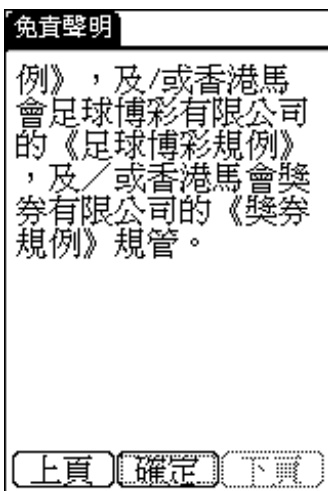 免責聲明
例》，及/或香港馬
會足球博彩有限公司
的《足球博彩規例》
，及／或香港馬會獎
券有限公司的《獎券
規例》規管。
上頁 確定 下頁